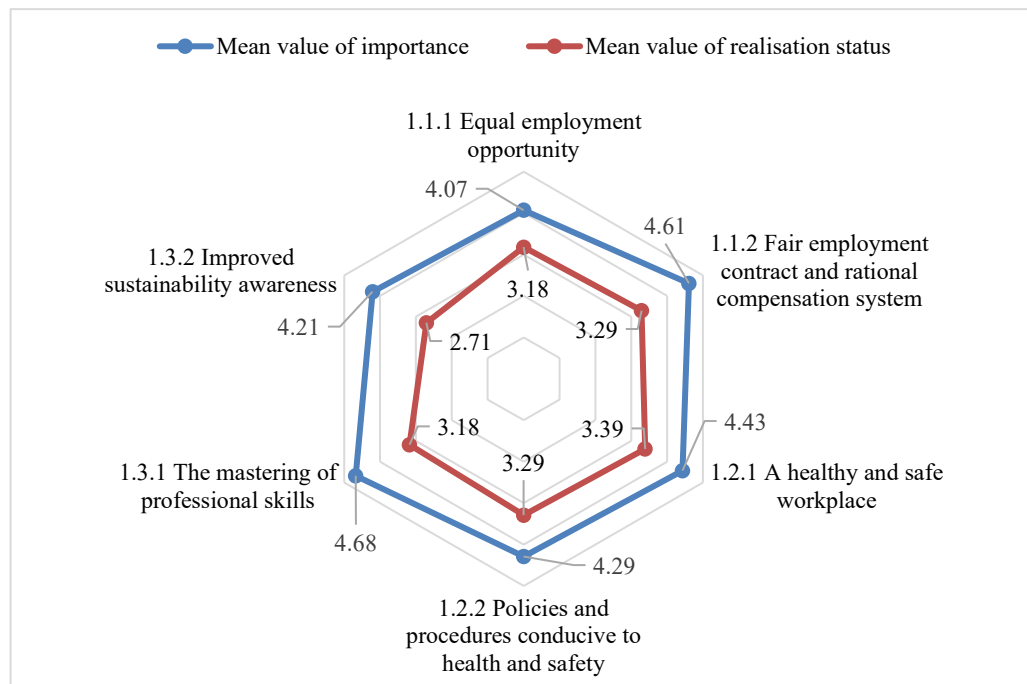 Mean value of importance
Mean value of realisation status
1.1.1 Equal employment
opportunity
4.07
4.61
1.3.2 Improved
sustainability awareness
1.1.2 Fair employment
contract and rational
compensation system
3.18
3.29
4.21
2.71
3.18
3.39
4.43
3.29
1.3.1 The mastering of
professional skills
1.2.1 A healthy and safe
workplace
4.68
4.29
1.2.2 Policies and
procedures conducive to
health and safety